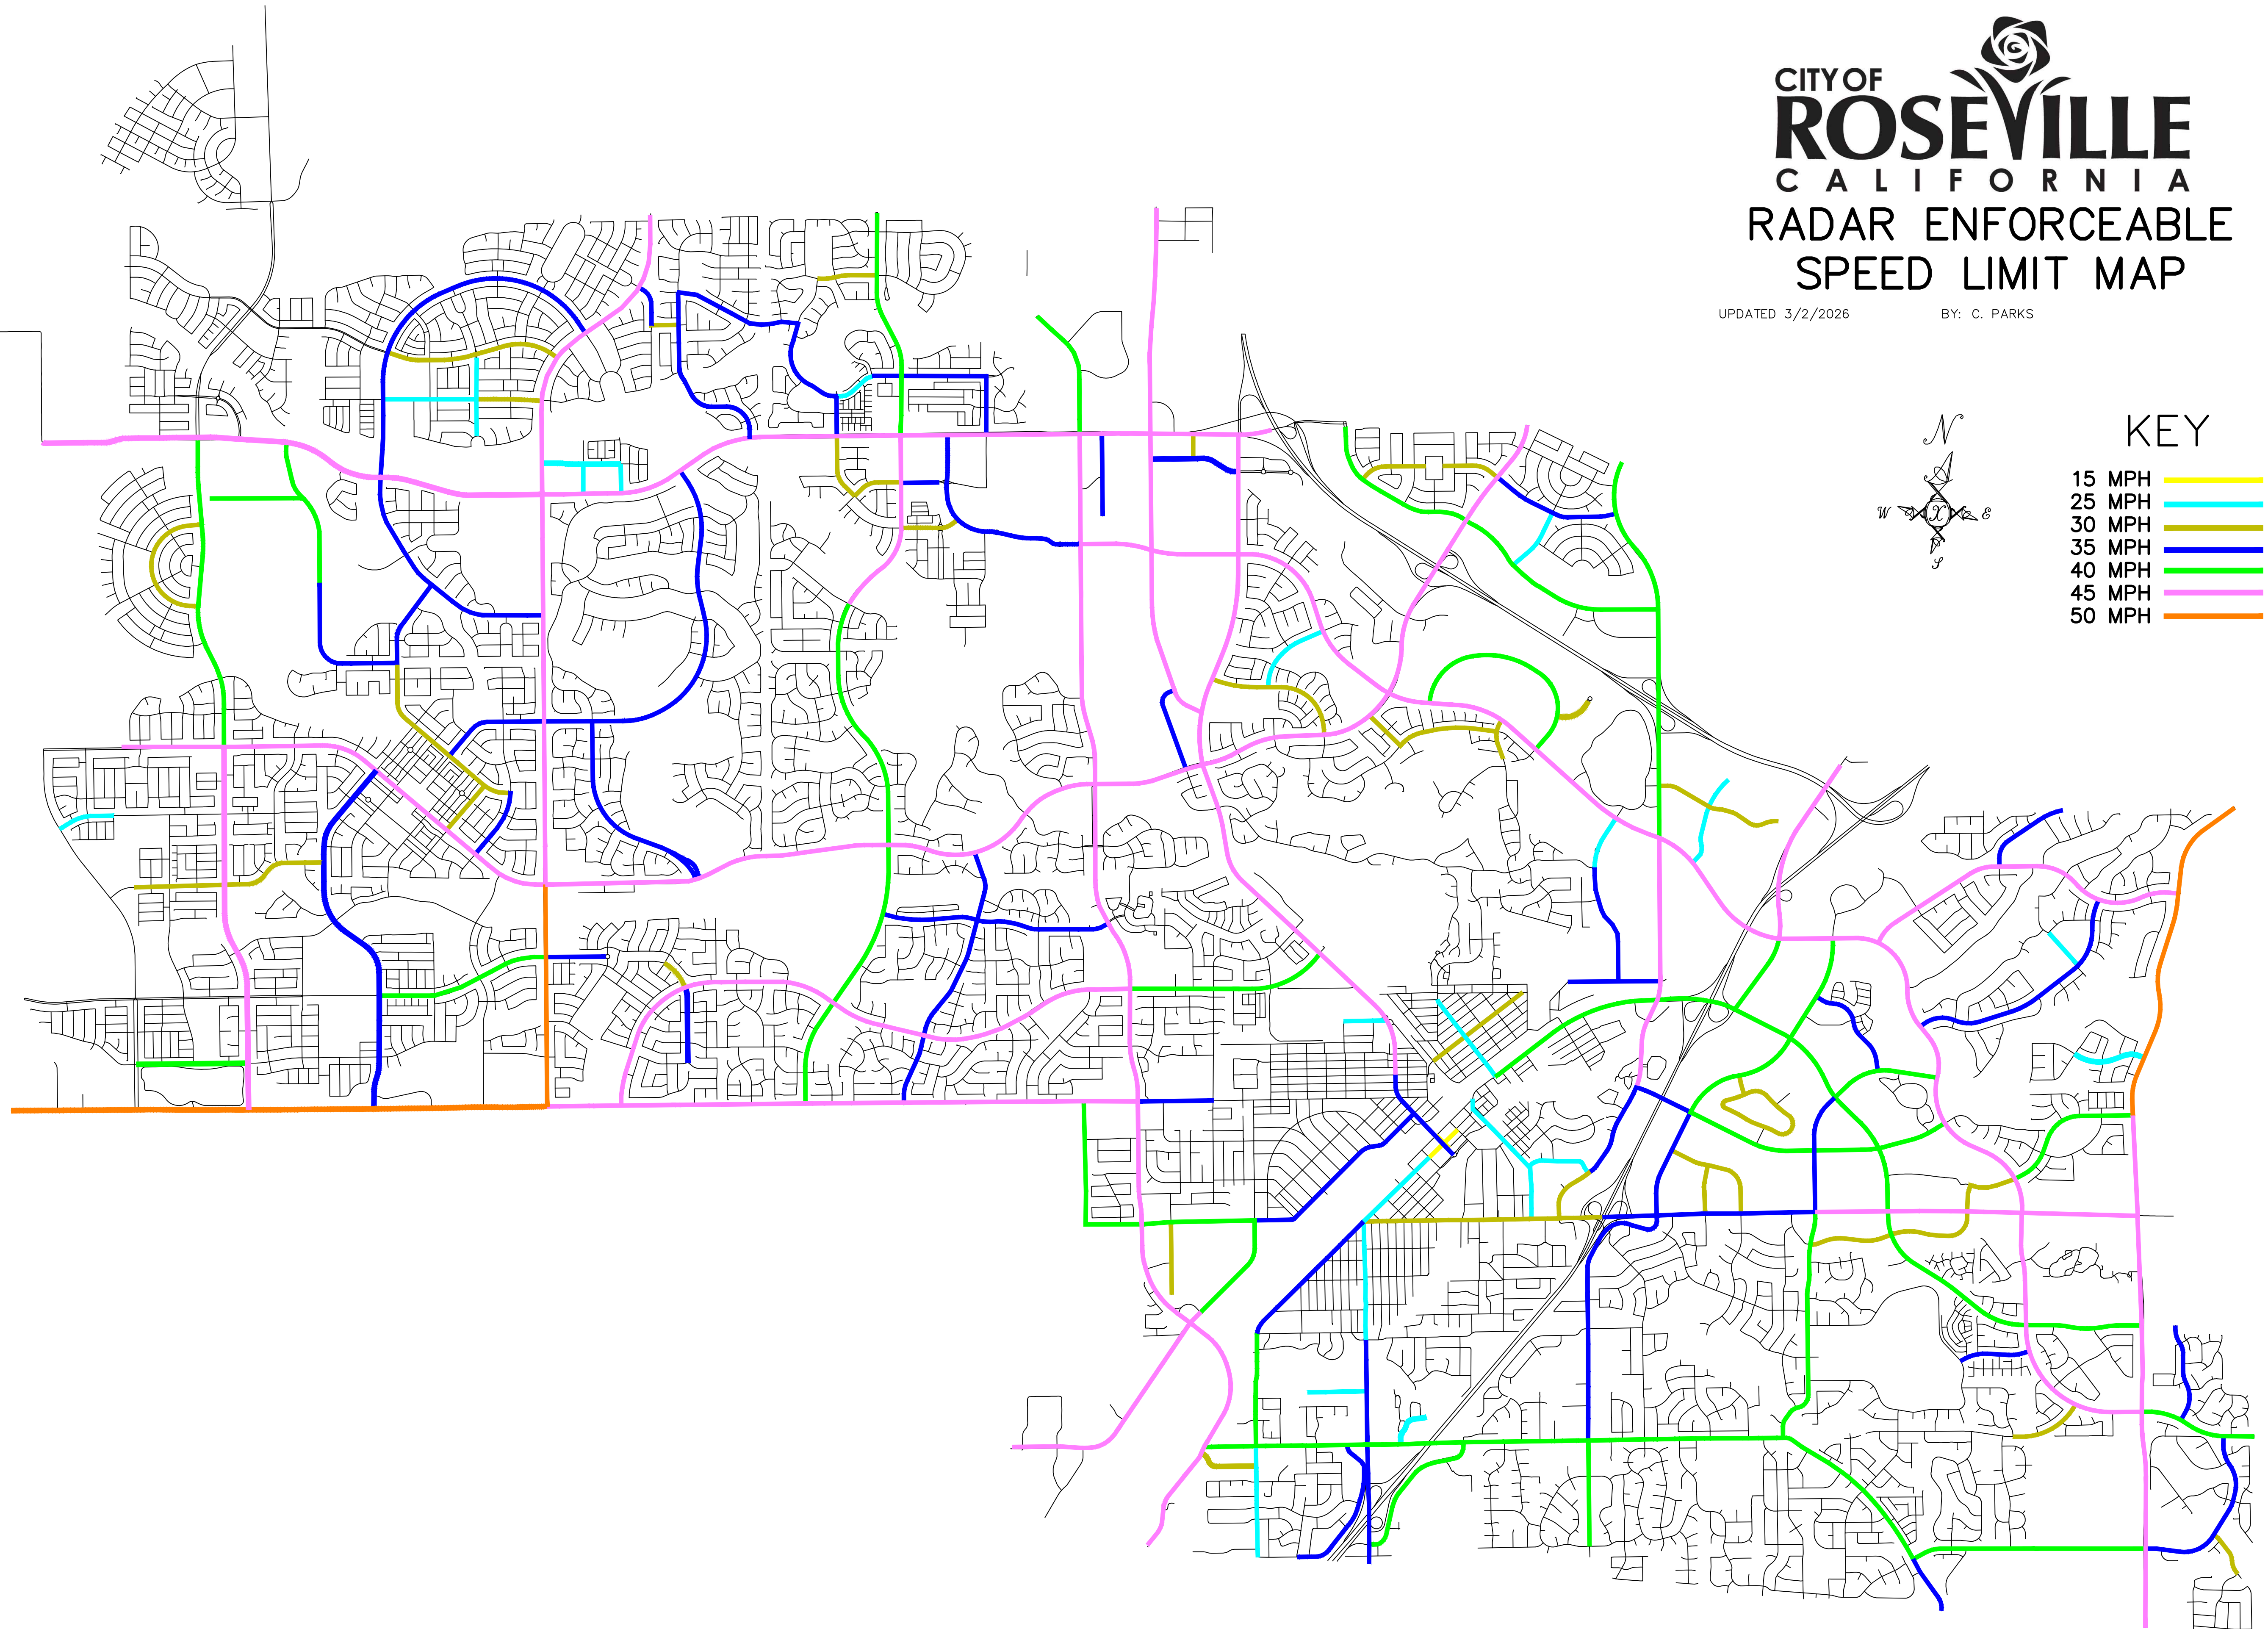 CITY OF
ROSEVILLE
CALIFORNIA
RADAR ENFORCEABLE
SPEED LIMIT MAP
UPDATED 3/2/2026 BY: C. PARKS
N
W E
S
KEY
15 MPH
25 MPH
30 MPH
35 MPH
40 MPH
45 MPH
50 MPH